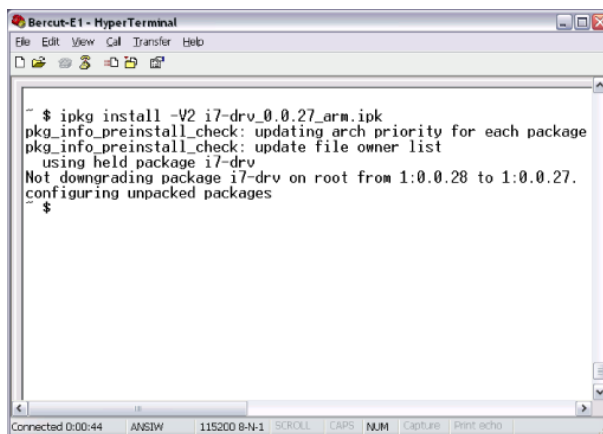 Bercut-E1 - HyperTerminal
File Edit View Call Transfer Help
~ $ ipkg install -V2 i7-drv_0.0.27_arm.ipk
pkg_info_preinstall_check: updating arch priority for each package
pkg_info_preinstall_check: update file owner list
using held package i7-drv
Not downgrading package i7-drv on root from 1:0.0.28 to 1:0.0.27.
configuring unpacked packages
~ $
Connected 0:00:44 ANSIW 115200 8-N-1 SCROLL CAPS NUM Capture Print echo